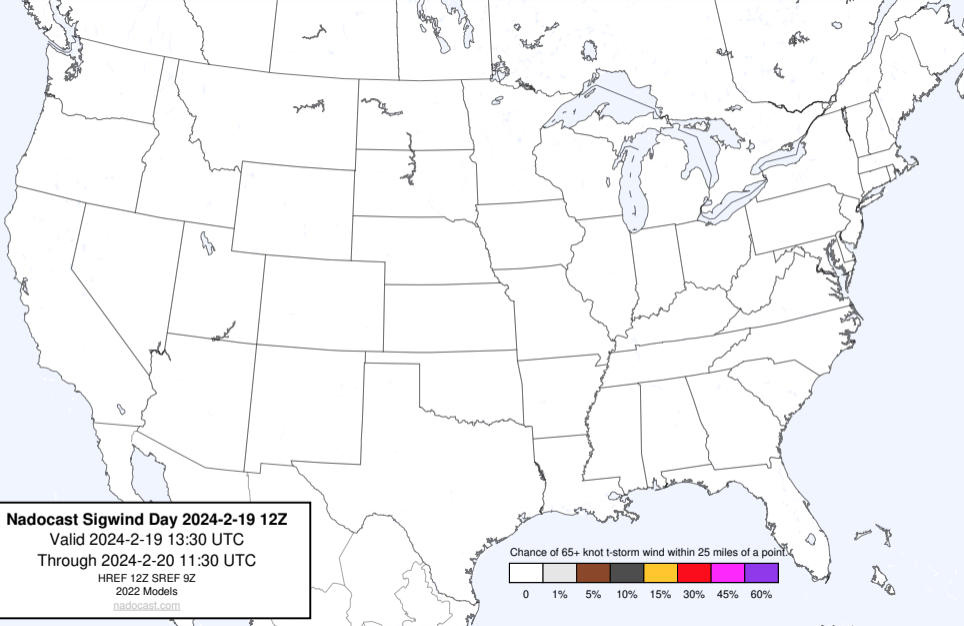 Nadocast Sigwind Day 2024-2-19 12Z
Valid 2024-2-19 13:30 UTC
Through 2024-2-20 11:30 UTC
HREF 12Z SREF 9Z
2022 Models
nadocast.com
Chance of 65+ knot t-storm wind within 25 miles of a point.
0 1% 5% 10% 15% 30% 45% 60%